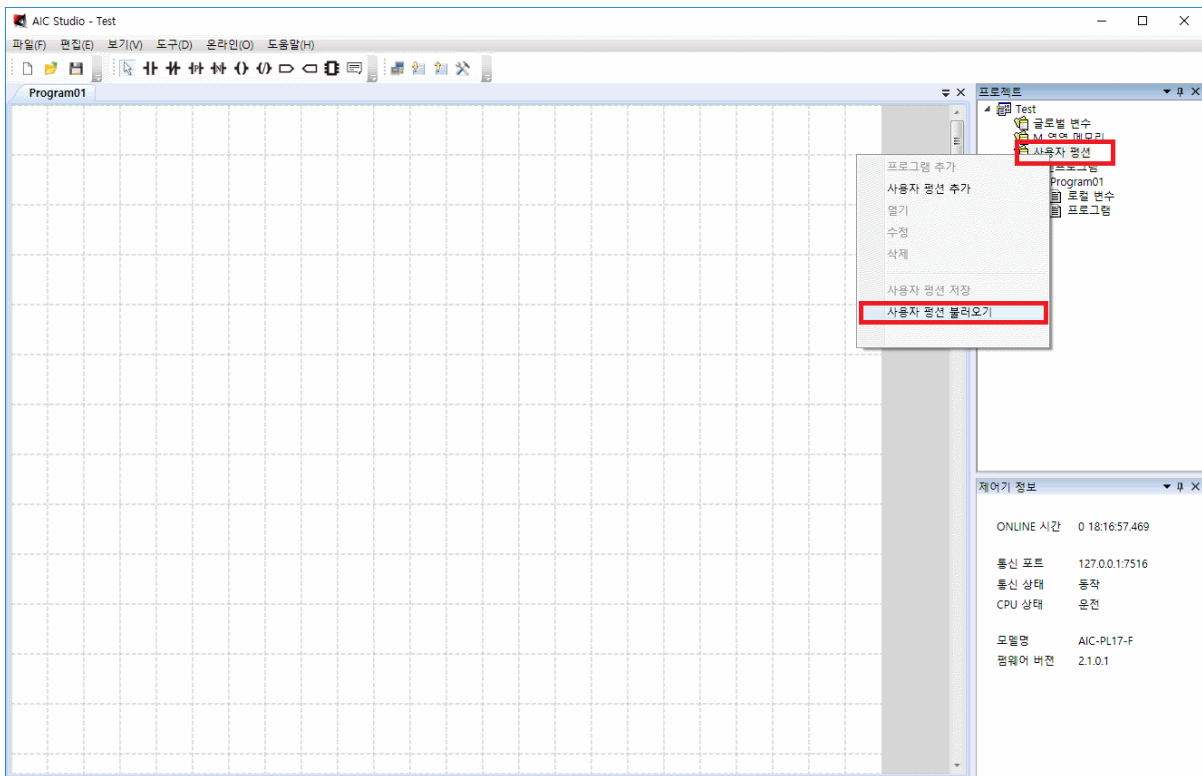 AIC Studio - Test
파일(F) 편집(E) 보기(V) 도구(D) 온라인(O) 도움말(H)
Program01
프로젝트
Test
글로벌 변수
M 영역 메모리
사용자 펑션
프로그램
Program01
로컬 변수
프로그램
프로그램 추가
사용자 펑션 추가
열기
수정
삭제
사용자 펑션 저장
사용자 펑션 불러오기
제어기 정보
ONLINE 시간 0 18:16:57.469
통신 포트 127.0.0.1:7516
통신 상태 동작
CPU 상태 운전
모델명 AIC-PL17-F
펌웨어 버젼 2.1.0.1